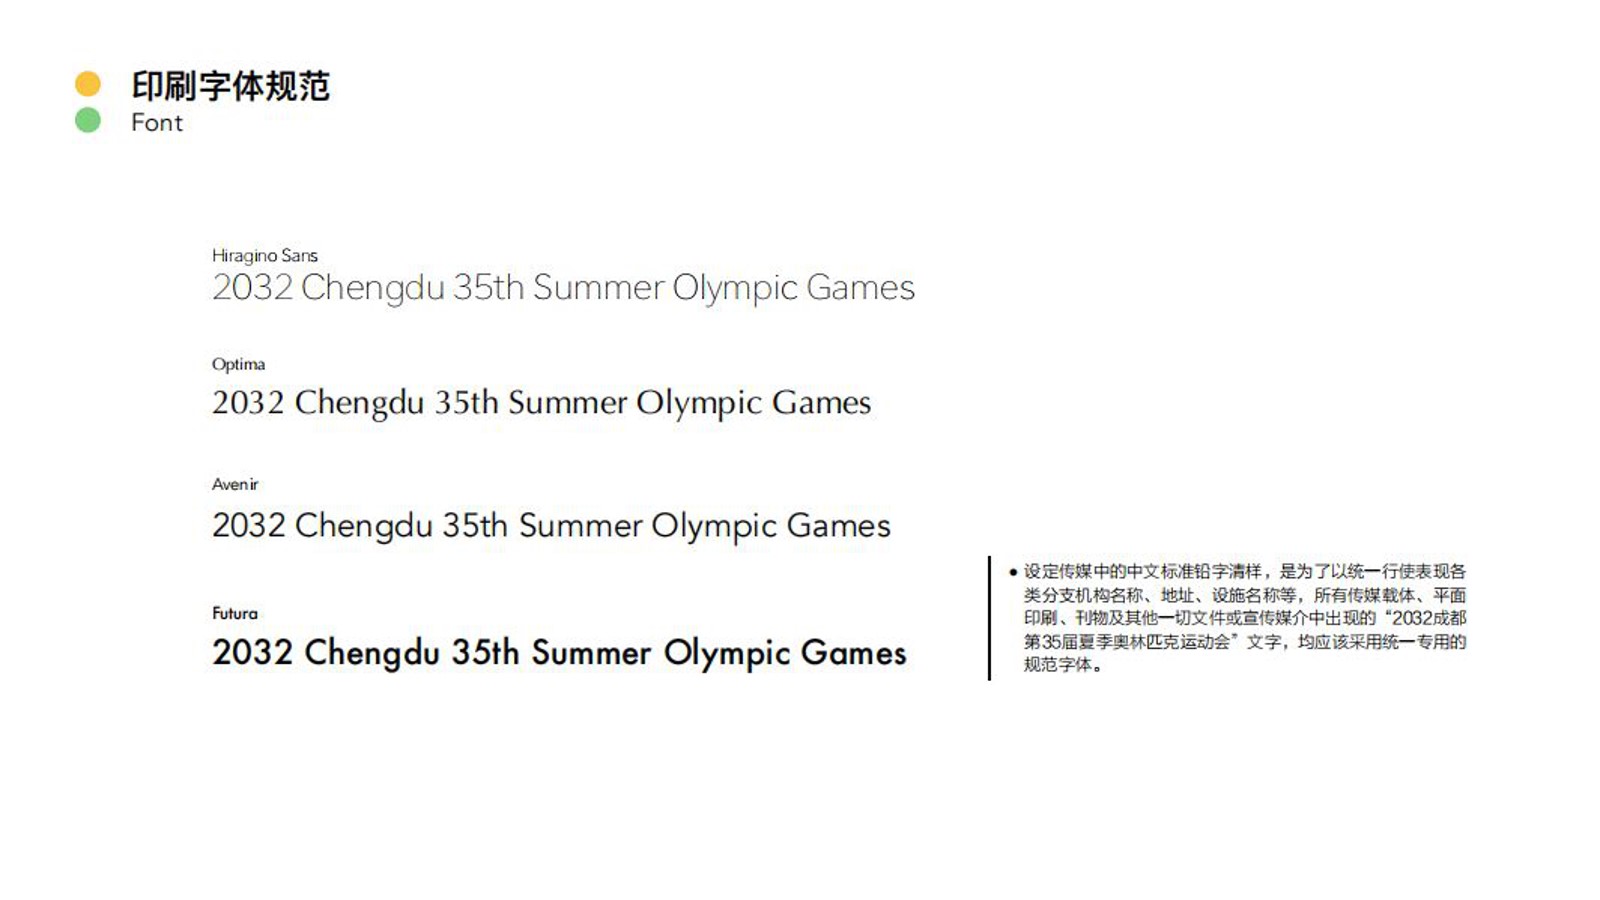 印刷字体规范
Font
Hiragino Sans
2032 Chengdu 35th Summer Olympic Games
Optima
2032 Chengdu 35th Summer Olympic Games
Avenir
2032 Chengdu 35th Summer Olympic Games
Futura
2032 Chengdu 35th Summer Olympic Games
● 设定传媒中的中文标准铅字清样，是为了以统一行使表现各
类分支机构名称、地址、设施名称等，所有传媒载体、平面
印刷、刊物及其他一切文件或宣传媒介中出现的“2032成都
第35届夏季奥林匹克运动会”文字，均应该采用统一专用的
规范字体。